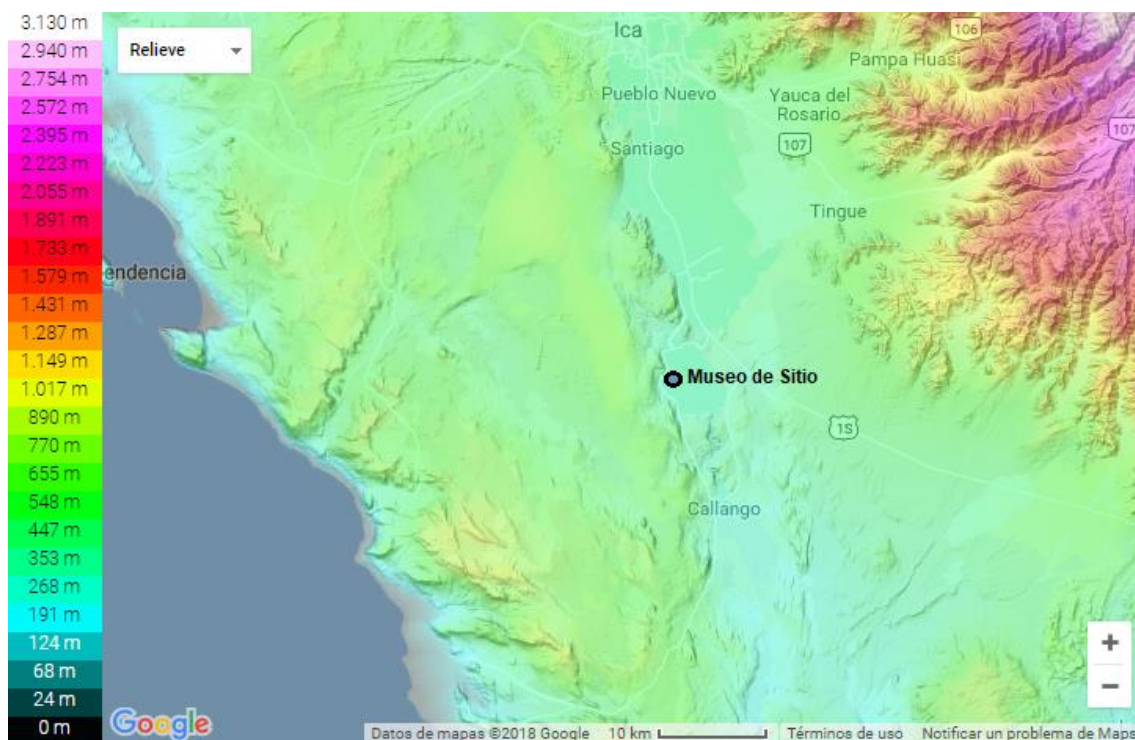 3.130 m
2.940 m
2.754 m
2.572 m
2.395 m
2.223 m
2.055 m
1.891 m
1.733 m
1.579 m
1.431 m
1.287 m
1.149 m
1.017 m
890 m
770 m
655 m
548 m
447 m
353 m
268 m
191 m
124 m
68 m
24 m
0 m
Relieve
Ica
106
Pampa Huasi
Pueblo Nuevo
Yauca del
Rosario
107
107
Santiago
Tingue
endencia
Museo de Sitio
1S
Callango
+
−
Google
Datos de mapas ©2018 Google 10 km Términos de uso Notificar un problema de Maps